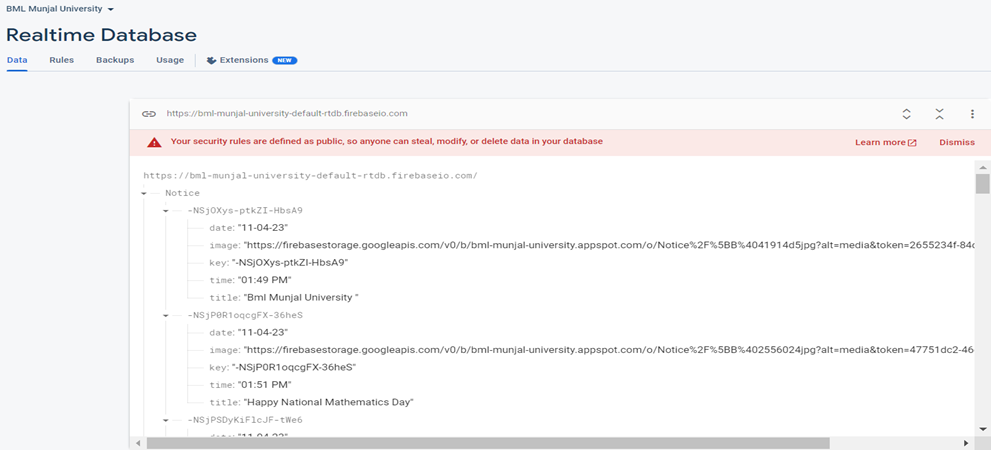 BML Munjal University
Realtime Database
Data Rules Backups Usage Extensions NEW
https://bml-munjal-university-default-rtdb.firebaseio.com
Your security rules are defined as public, so anyone can steal, modify, or delete data in your database Learn more Dismiss
https://bml-munjal-university-default-rtdb.firebaseio.com/
Notice
-NSjOXys-ptkZI-HbsA9
date: "11-04-23"
image: "https://firebasestorage.googleapis.com/v0/b/bml-munjal-university.appspot.com/o/Notice%2F%5BB%4041914d5jpg?alt=media&token=2655234f-84c
key: "-NSjOXys-ptkZI-HbsA9"
time: "01:49 PM"
title: "Bml Munjal University "
-NSjP0R1oqcgFX-36heS
date: "11-04-23"
image: "https://firebasestorage.googleapis.com/v0/b/bml-munjal-university.appspot.com/o/Notice%2F%5BB%402556024jpg?alt=media&token=47751dc2-46
key: "-NSjP0R1oqcgFX-36heS"
time: "01:51 PM"
title: "Happy National Mathematics Day"
-NSjPSDyKiFlcJF-tWe6
date: "11-04-23"